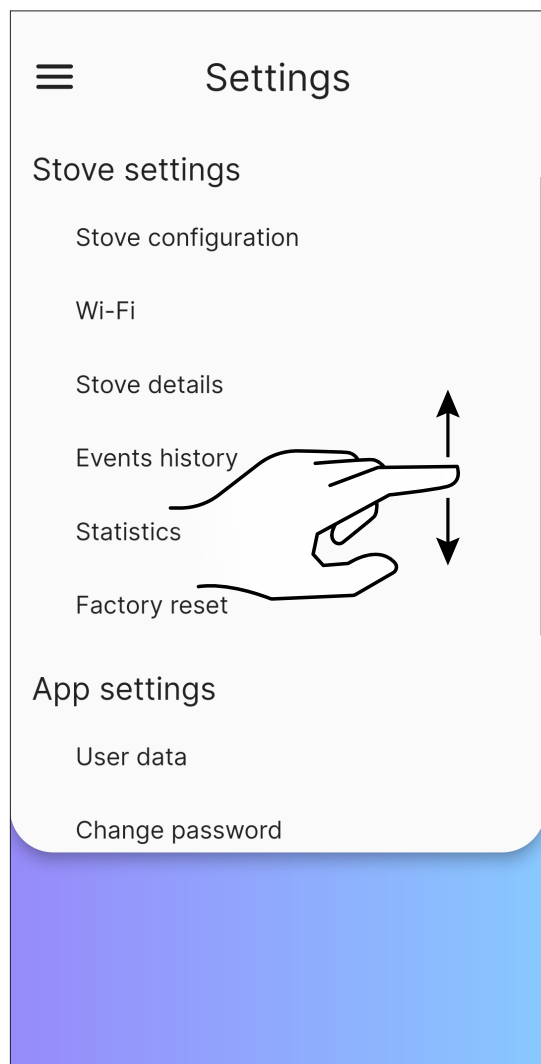 Settings
Stove settings
Stove configuration
Wi-Fi
Stove details
Events history
Statistics
Factory reset
App settings
User data
Change password